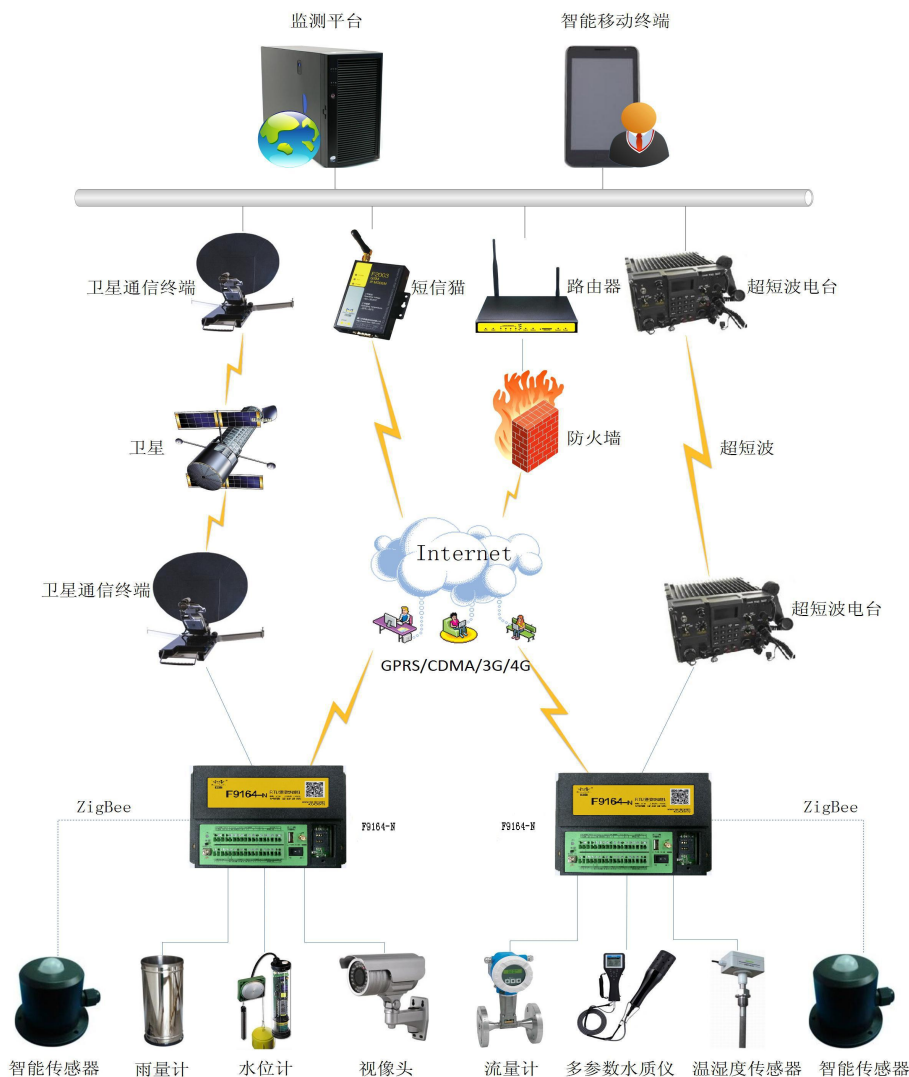 监测平台
智能移动终端
卫星通信终端
短信猫
路由器
超短波电台
卫星
防火墙
超短波
Internet
卫星通信终端
超短波电台
GPRS/CDMA/3G/4G
F9164-N
F9164-N
ZigBee
F9164-N
F9164-N
ZigBee
智能传感器
雨量计
水位计
视像头
流量计
多参数水质仪
温湿度传感器
智能传感器